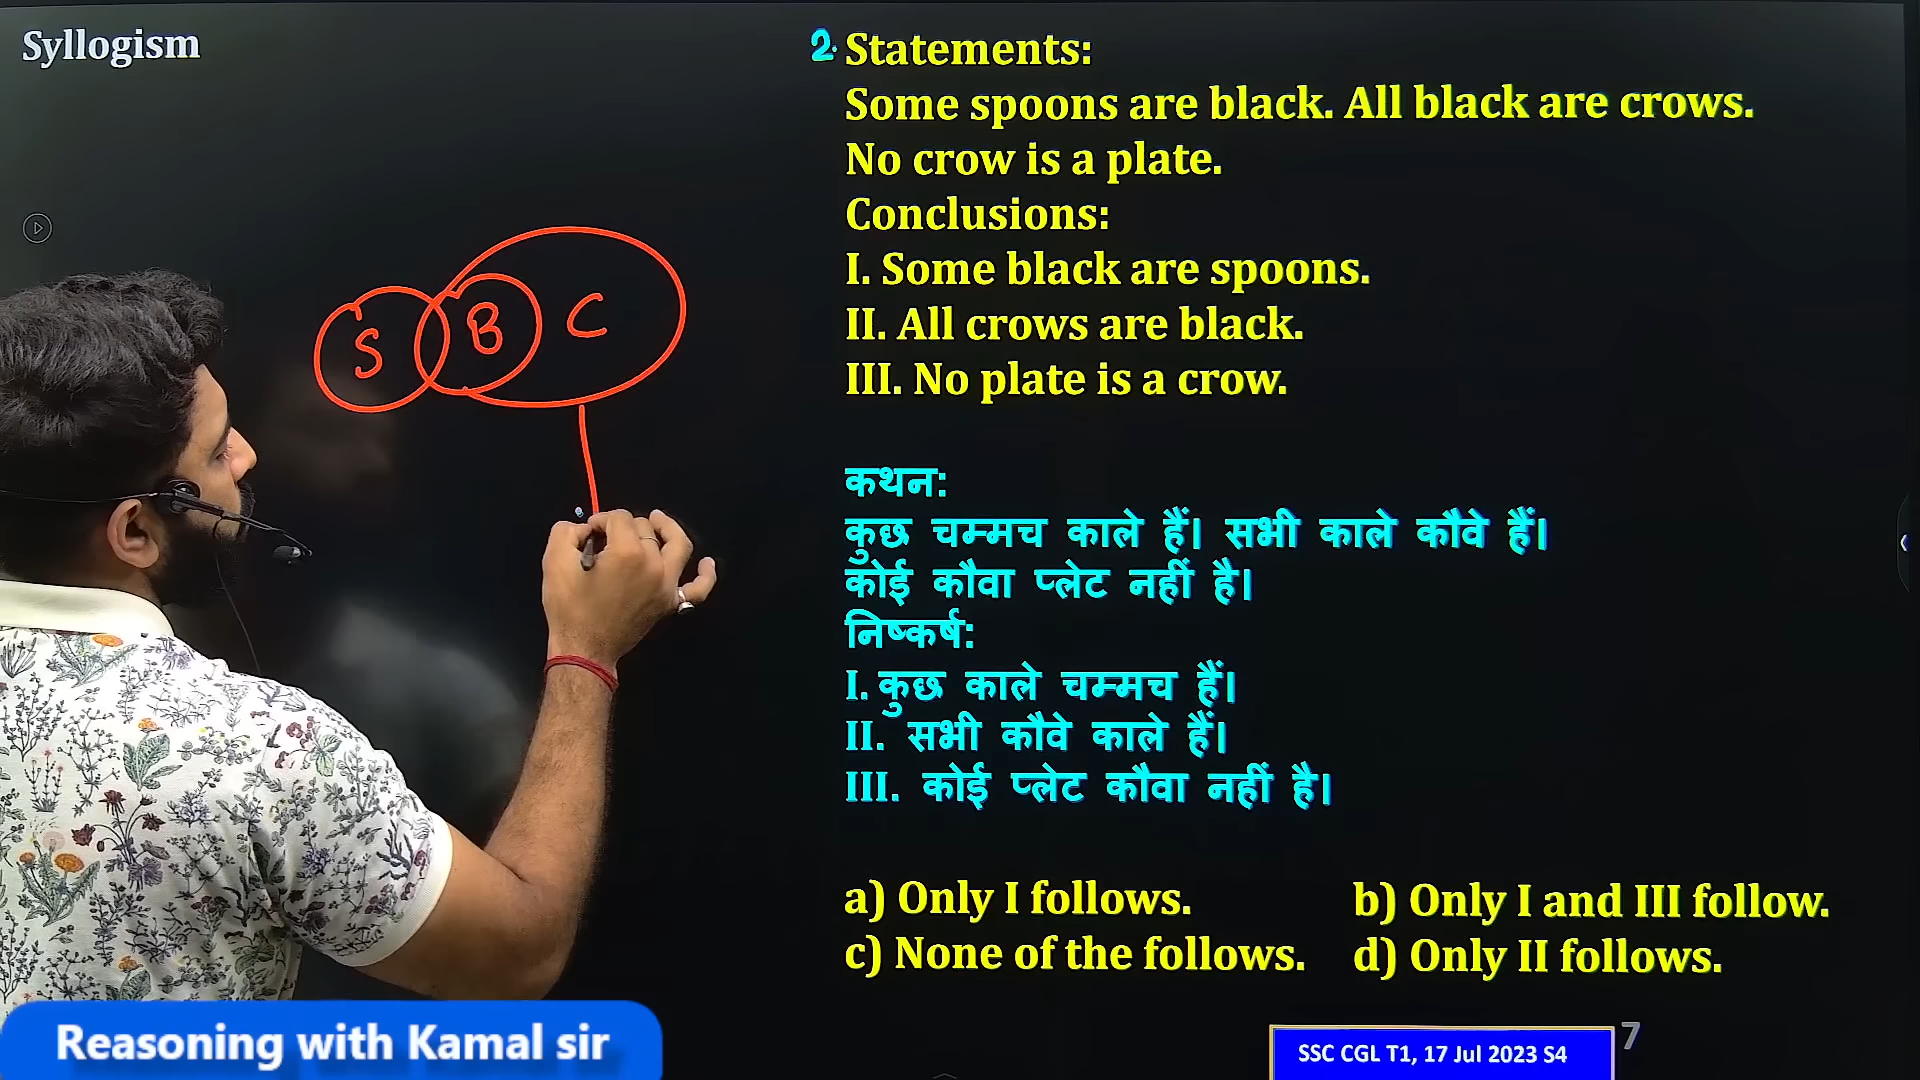 Syllogism
2. Statements:
Some spoons are black. All black are crows.
No crow is a plate.
Conclusions:
I. Some black are spoons.
II. All crows are black.
III. No plate is a crow.
S B C
कथन:
कुछ चम्मच काले हैं। सभी काले कौवे हैं।
कोई कौवा प्लेट नहीं है।
निष्कर्ष:
I. कुछ काले चम्मच हैं।
II. सभी कौवे काले हैं।
III. कोई प्लेट कौवा नहीं है।
a) Only I follows. b) Only I and III follow.
c) None of the follows. d) Only II follows.
Reasoning with Kamal sir
SSC CGL T1, 17 Jul 2023 S4
7